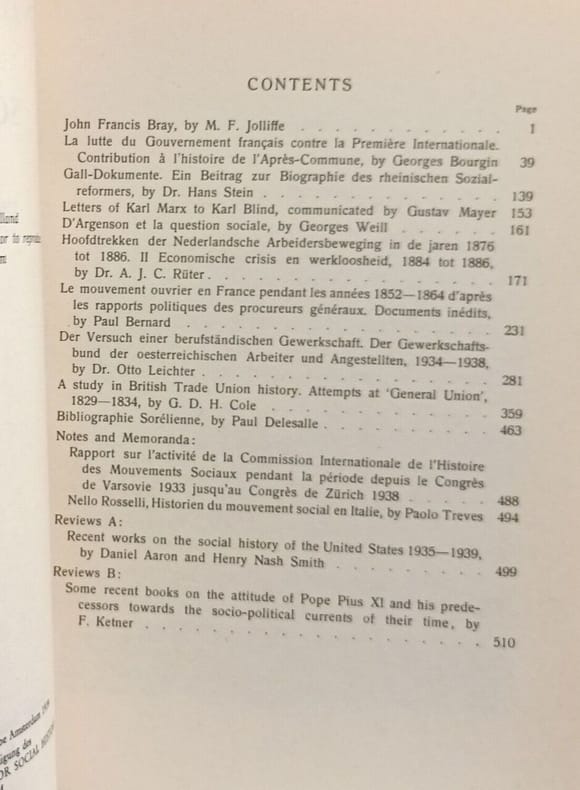 CONTENTS
Page
John Francis Bray, by M. F. Jolliffe . . . . . . . . . . . . 1
La lutte du Gouvernement français contre la Première Internationale.
Contribution à l'histoire de l'Après-Commune, by Georges Bourgin 39
Gall-Dokumente. Ein Beitrag zur Biographie des rheinischen Sozial-
reformers, by Dr. Hans Stein . . . . . . . . . . . . 139
Letters of Karl Marx to Karl Blind, communicated by Gustav Mayer 153
D'Argenson et la question sociale, by Georges Weill . . . . . . 161
Hoofdtrekken der Nederlandsche Arbeidersbeweging in de jaren 1876
tot 1886. II Economische crisis en werkloosheid, 1884 tot 1886,
by Dr. A. J. C. Rüter . . . . . . . . . . . . . . . 171
Le mouvement ouvrier en France pendant les années 1852—1864 d'après
les rapports politiques des procureurs généraux. Documents inédits,
by Paul Bernard . . . . . . . . . . . . . . . . 231
Der Versuch einer berufständischen Gewerkschaft. Der Gewerkschafts-
bund der oesterreichischen Arbeiter und Angestellten, 1934—1938,
by Dr. Otto Leichter . . . . . . . . . . . . . . . 281
A study in British Trade Union history. Attempts at 'General Union',
1829—1834, by G. D. H. Cole . . . . . . . . . . . . 359
Bibliographie Sorélienne, by Paul Delesalle . . . . . . . . . 463
Notes and Memoranda:
Rapport sur l'activité de la Commission Internationale de l'Histoire
des Mouvements Sociaux pendant la période depuis le Congrès
de Varsovie 1933 jusqu'au Congrès de Zürich 1938 . . . . . 488
Nello Rosselli, Historien du mouvement social en Italie, by Paolo Treves 494
Reviews A:
Recent works on the social history of the United States 1935—1939,
by Daniel Aaron and Henry Nash Smith . . . . . . . . 499
Reviews B:
Some recent books on the attitude of Pope Pius XI and his prede-
cessors towards the socio-political currents of their time, by
F. Ketner . . . . . . . . . . . . . . . . . . 510
or to
Amsterdam
des
SOCIAL